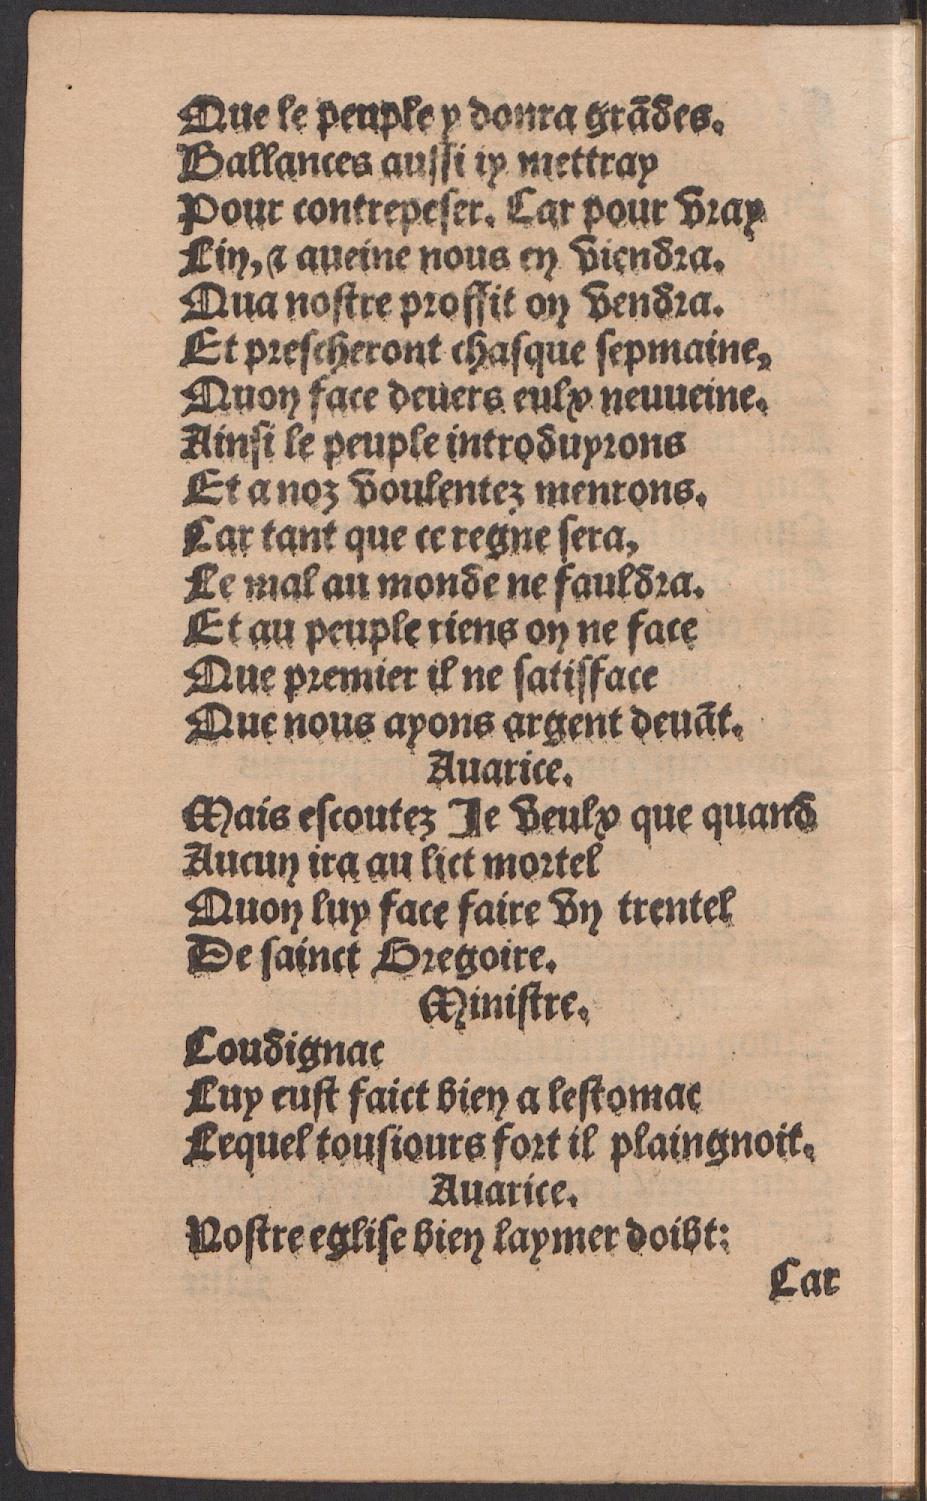 Que le peuple y donra grãdes.
Ballances aussi iy mettray
Pour contrepeser. Car pour vray
Lin, & aueine nous en viendra.
Qua nostre proffit on vendra.
Et prescheront chasque sepmaine,
Quon face deuers eulx neuueine.
Ainsi le peuple introduyrons
Et a noz voulentez menrons.
Car tant que ce regne sera,
Le mal au monde ne fauldra.
Et au peuple riens on ne face
Que premier il ne satisface
Que nous ayons argent deuãt.
Auarice.
Mais escoutez Je veulx que quand
Aucun ira au lict mortel
Quon luy face faire vn trentel
De sainct Gregoire.
Ministre.
Coudignac
Luy eust faict bien a lestomac
Lequel tousiours fort il plaingnoit.
Auarice.
Nostre eglise bien laymer doibt:
Car